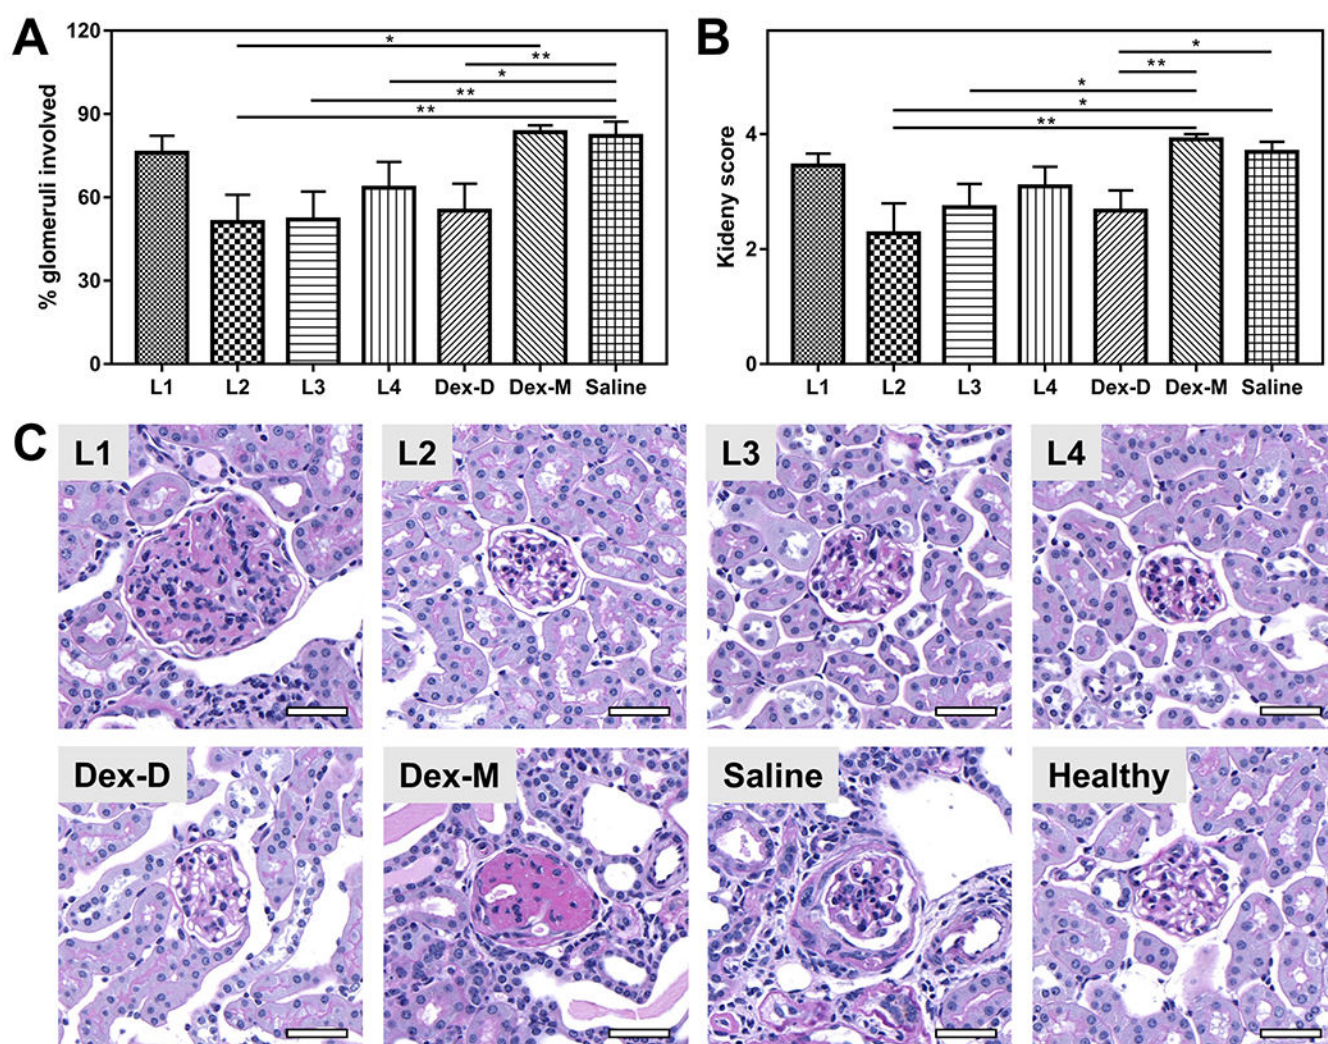 A
% glomeruli involved
120
90
60
30
0
*
**
*
**
**
L1 L2 L3 L4 Dex-D Dex-M Saline
B
Kideny score
4
2
0
*
**
*
*
**
L1 L2 L3 L4 Dex-D Dex-M Saline
C
L1 L2 L3 L4
Dex-D Dex-M Saline Healthy